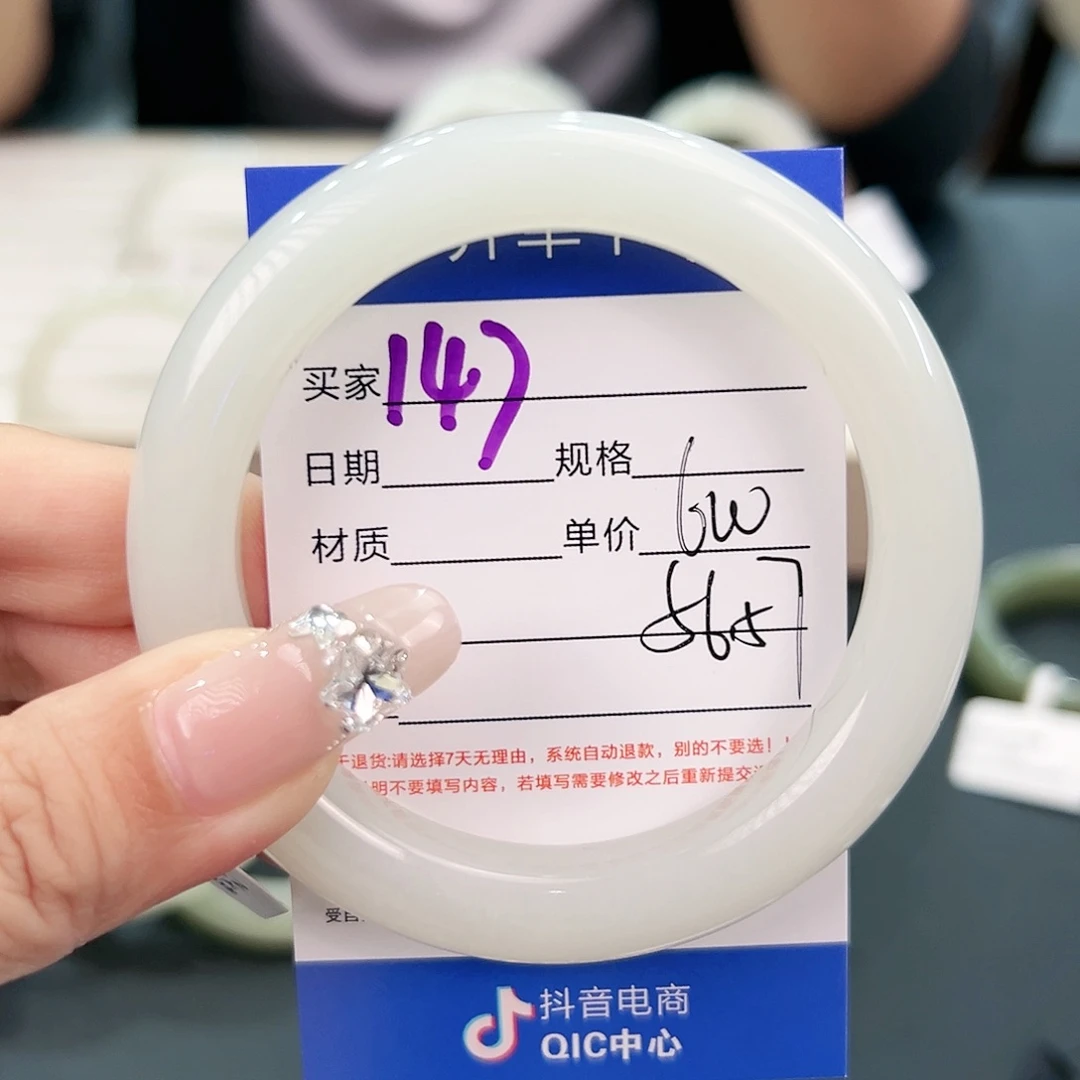 买家 147
日期 规格
材质 单价 6W
56.5
退货:请选择7天无理由，系统自动退款，别的不要选！
明不要填写内容，若填写需要修改之后重新提交
抖音电商
QIC中心